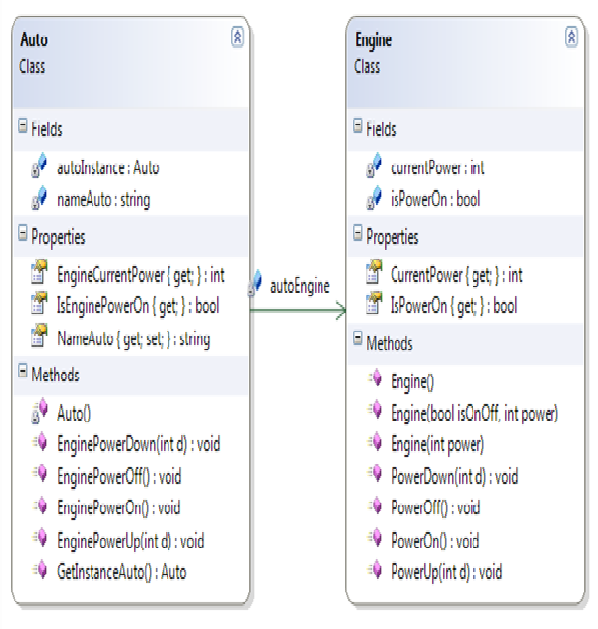 Auto
Class
Fields
autoInstance : Auto
nameAuto : string
Properties
EngineCurrentPower { get; } : int
IsEnginePowerOn { get; } : bool
NameAuto { get; set; } : string
Methods
Auto()
EnginePowerDown(int d) : void
EnginePowerOff() : void
EnginePowerOn() : void
EnginePowerUp(int d) : void
GetInstanceAuto() : Auto
autoEngine
Engine
Class
Fields
currentPower : int
isPowerOn : bool
Properties
CurrentPower { get; } : int
IsPowerOn { get; } : bool
Methods
Engine()
Engine(bool isOnOff, int power)
Engine(int power)
PowerDown(int d) : void
PowerOff() : void
PowerOn() : void
PowerUp(int d) : void